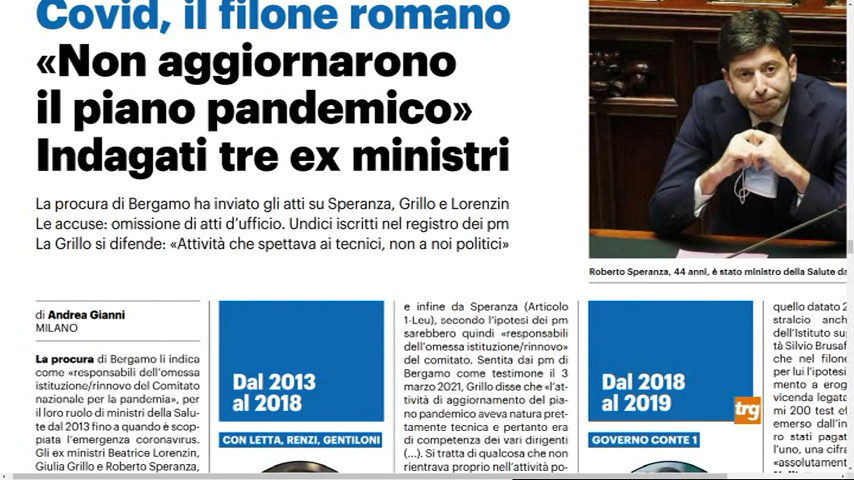 Covid, il filone romano
«Non aggiornarono
il piano pandemico»
Indagati tre ex ministri
La procura di Bergamo ha inviato gli atti su Speranza, Grillo e Lorenzin
Le accuse: omissione di atti d'ufficio. Undici iscritti nel registro dei pm
La Grillo si difende: «Attività che spettava ai tecnici, non a noi politici»
Roberto Speranza, 44 anni, è stato ministro della Salute da
di Andrea Gianni
MILANO
La procura di Bergamo li indica
come «responsabili dell'omessa
istituzione/rinnovo del Comitato
nazionale per la pandemia», per
il loro ruolo di ministri della Salu-
te dal 2013 fino a quando è scop-
piata l'emergenza coronavirus.
Gli ex ministri Beatrice Lorenzin,
Giulia Grillo e Roberto Speranza,
Dal 2013
al 2018
CON LETTA, RENZI, GENTILONI
e infine da Speranza (Articolo
1-Leu), secondo l'ipotesi dei pm
sarebbero quindi «responsabili
dell'omessa istituzione/rinnovo»
del comitato. Sentita dai pm di
Bergamo come testimone il 3
marzo 2021, Grillo disse che «l'at-
tività di aggiornamento del pia-
no pandemico aveva natura pret-
tamente tecnica e pertanto era
di competenza dei vari dirigenti
(...). Si tratta di qualcosa che non
rientrava proprio nell'attività po-
Dal 2018
al 2019
GOVERNO CONTE 1
trg
quello datato 2
stralcio anch
dell'Istituto su
tà Silvio Brusaf
che nel filone
per lui l'ipotesi
mento a erog
vicenda legata
mi 200 test ef
emerso dall'in
ro stati pagat
l'uno, una cifra
«assolutament